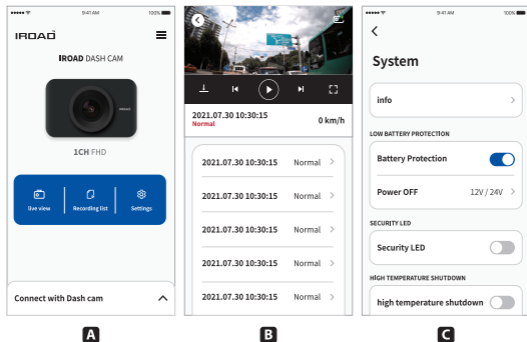 9:41 AM
100%
IROAD
IROAD DASH CAM
1CH FHD
live view
Recording list
Settings
Connect with Dash cam
A
2021.07.30 10:30:15
Normal
0 km/h
2021.07.30 10:30:15 Normal
2021.07.30 10:30:15 Normal
2021.07.30 10:30:15 Normal
2021.07.30 10:30:15 Normal
2021.07.30 10:30:15 Normal
B
9:41 AM
100%
System
info
LOW BATTERY PROTECTION
Battery Protection
Power OFF 12V / 24V
SECURITY LED
Security LED
HIGH TEMPERATURE SHUTDOWN
high temperature shutdown
C